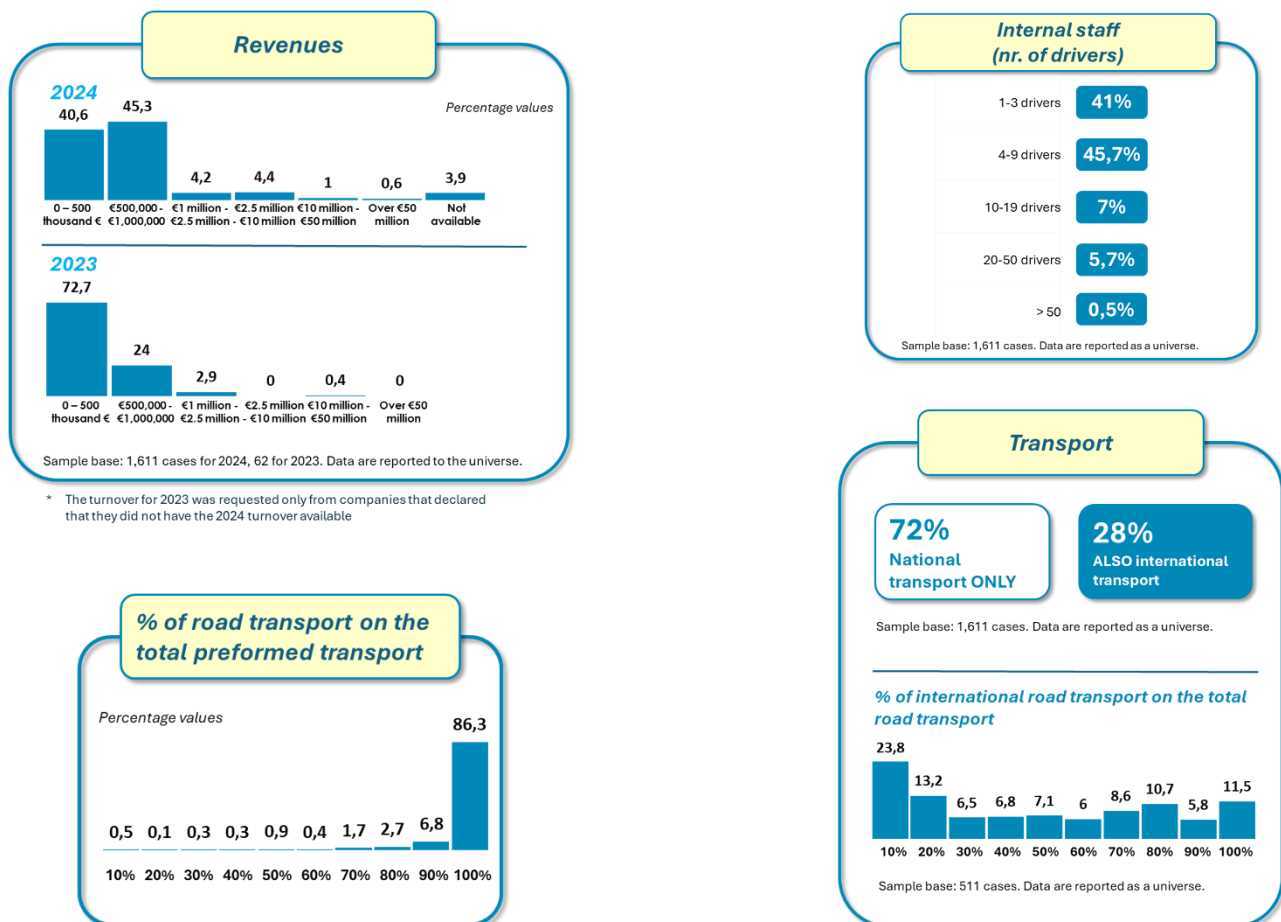 Revenues
2024
Percentage values
40,6
45,3
4,2
4,4
1
0,6
3,9
0 – 500
thousand €
€500,000 -
€1,000,000
€1 million -
€2.5 million
€2.5 million
- €10 million
€10 million -
€50 million
Over €50
million
Not
available
2023
72,7
24
2,9
0
0,4
0
0 – 500
thousand €
€500,000 -
€1,000,000
€1 million -
€2.5 million
€2.5 million
- €10 million
€10 million -
€50 million
Over €50
million
Sample base: 1,611 cases for 2024, 62 for 2023. Data are reported to the universe.
* The turnover for 2023 was requested only from companies that declared
that they did not have the 2024 turnover available
Internal staff
(nr. of drivers)
1-3 drivers 41%
4-9 drivers 45,7%
10-19 drivers 7%
20-50 drivers 5,7%
> 50 0,5%
Sample base: 1,611 cases. Data are reported as a universe.
% of road transport on the
total preformed transport
Percentage values
0,5 0,1 0,3 0,3 0,9 0,4 1,7 2,7 6,8 86,3
10% 20% 30% 40% 50% 60% 70% 80% 90% 100%
Transport
72%
National
transport ONLY
28%
ALSO international
transport
Sample base: 1,611 cases. Data are reported as a universe.
% of international road transport on the total
road transport
23,8 13,2 6,5 6,8 7,1 6 8,6 10,7 5,8 11,5
10% 20% 30% 40% 50% 60% 70% 80% 90% 100%
Sample base: 511 cases. Data are reported as a universe.